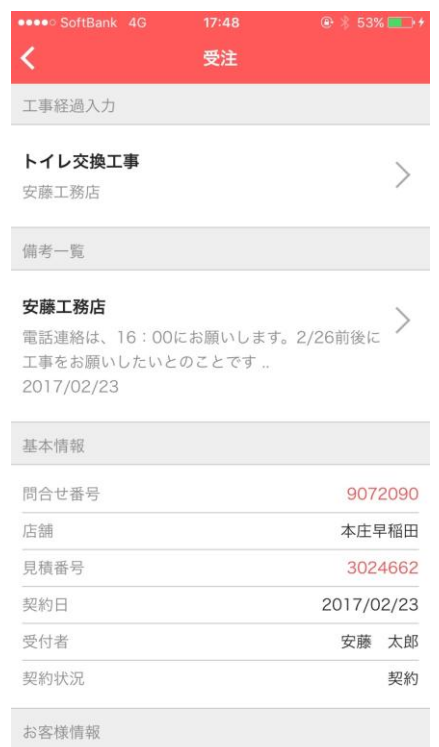 SoftBank 4G 17:48 53%
受注
工事経過入力
トイレ交換工事
安藤工務店
備考一覧
安藤工務店
電話連絡は、16：00にお願いします。2/26前後に
工事をお願いしたいとのことです ..
2017/02/23
基本情報
問合せ番号 9072090
店舗 本庄早稲田
見積番号 3024662
契約日 2017/02/23
受付者 安藤　太郎
契約状況 契約
お客様情報